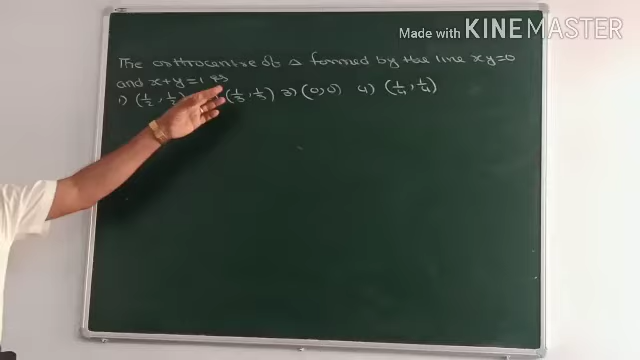 Made with KINEMASTER
The orthocentre of Δ formed by the line xy=0
and x+y=1 is
1) (1/2, 1/2) (1/3, 1/3) 3) (0,0) 4) (1/4, 1/4)